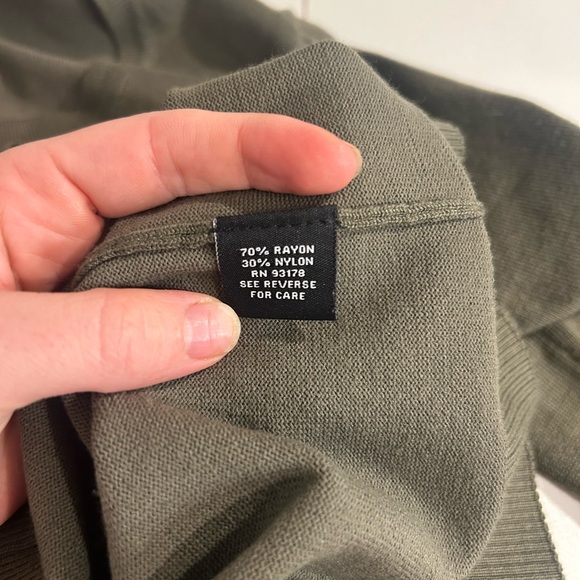 70% RAYON
30% NYLON
RN 93178
SEE REVERSE
FOR CARE